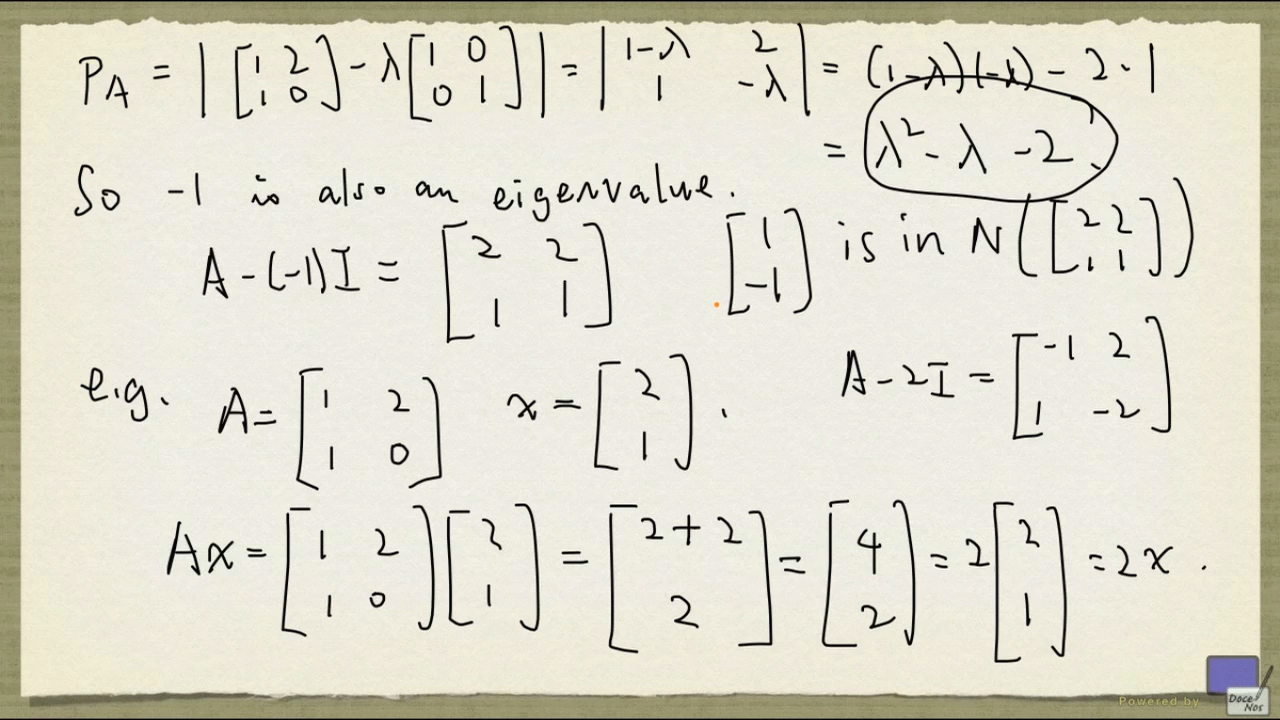 P_A = | [1 2; 1 0] - λ [1 0; 0 1] | = | 1-λ 2; 1 -λ | = (1-λ)(-λ) - 2·1
= λ² - λ - 2
So -1 is also an eigenvalue.
A - (-1)I = [2 2; 1 1] [1; -1] is in N([2 2; 1 1])
A - 2I = [-1 2; 1 -2]
e.g. A = [1 2; 1 0] x = [2; 1].
Ax = [1 2; 1 0] [2; 1] = [2+2; 2] = [4; 2] = 2 [2; 1] = 2x.
Powered by
Doce
Nos